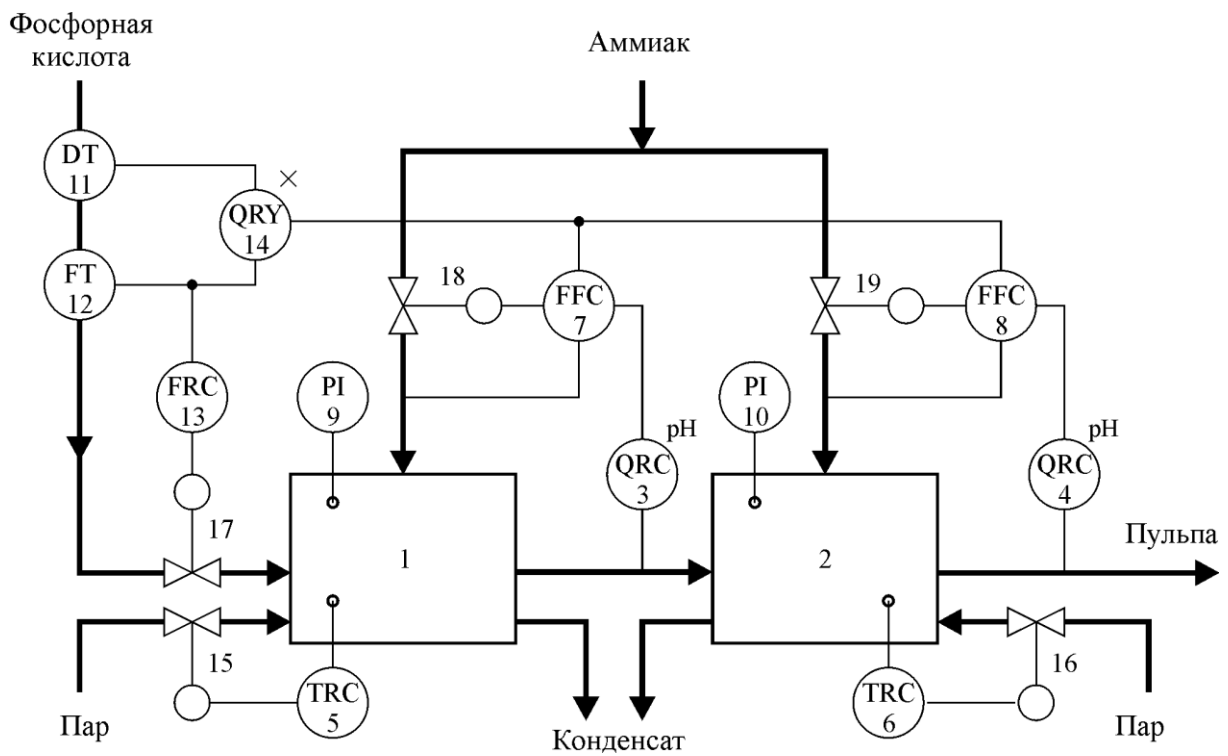 Фосфорная
кислота
Аммиак
DT
11
×
QRY
14
FT
12
18
FFC
7
19
FFC
8
FRC
13
PI
9
PI
10
pH
QRC
3
pH
QRC
4
17
1
2
Пульпа
15
TRC
5
TRC
6
16
Пар
Конденсат
Пар